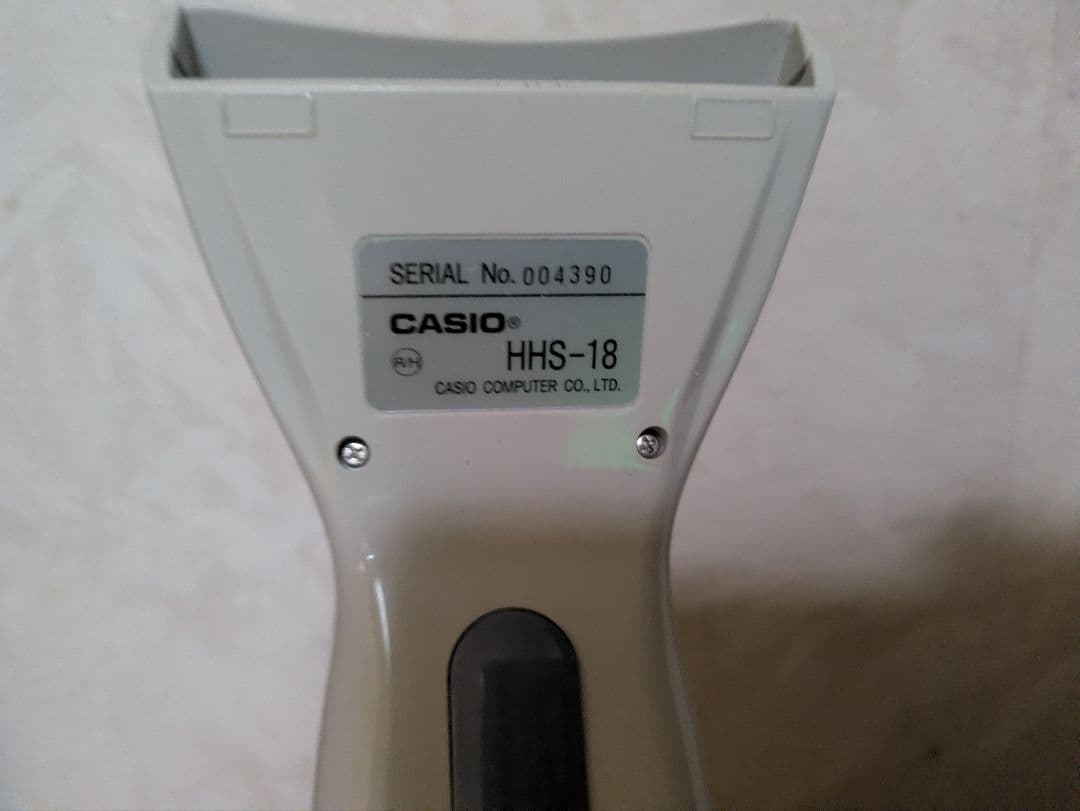 SERIAL No. 004390
CASIO®
R/H
HHS-18
CASIO COMPUTER CO., LTD.